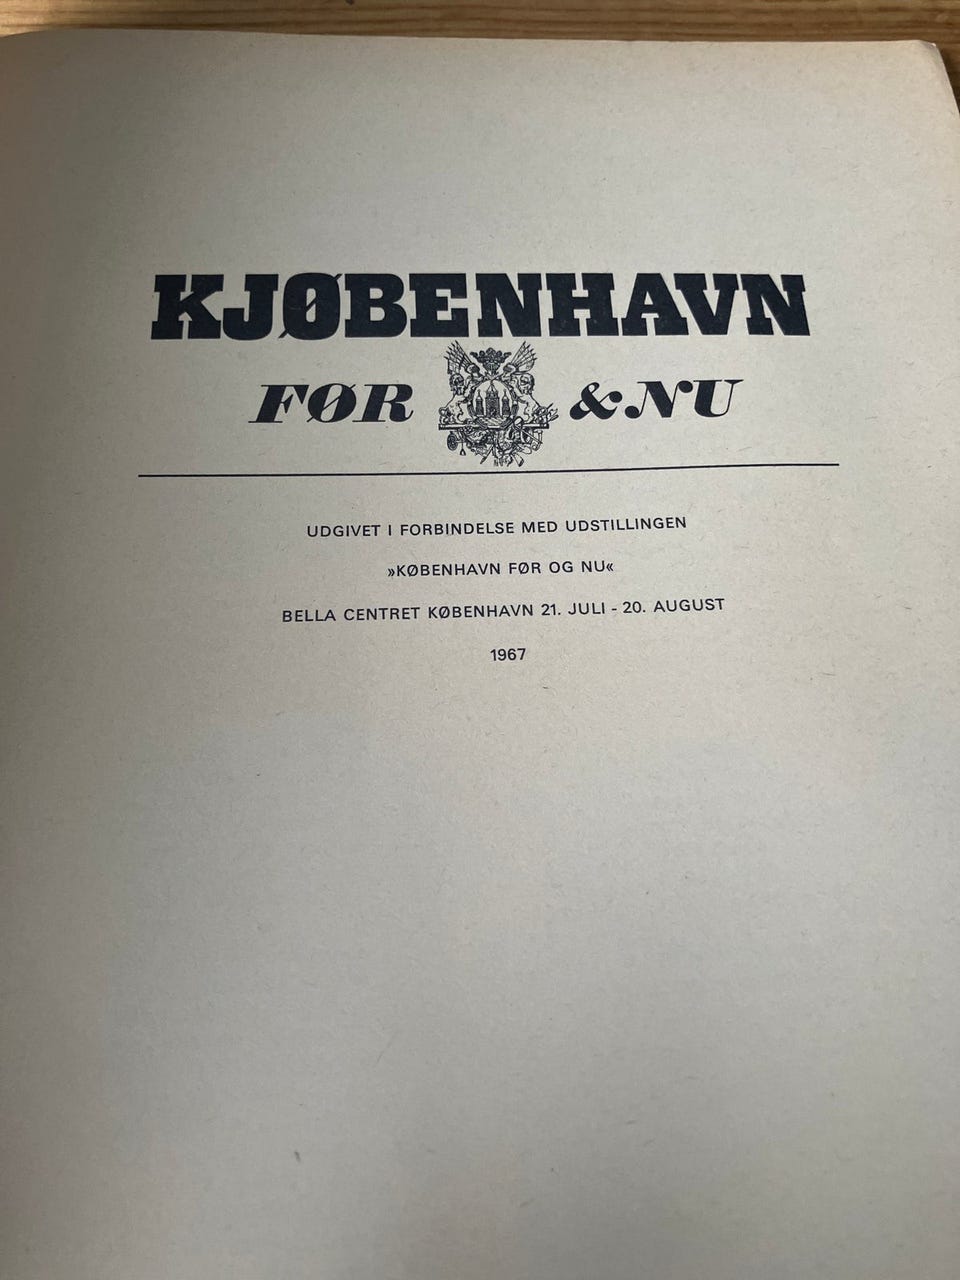 KJØBENHAVN
FØR & NU
UDGIVET I FORBINDELSE MED UDSTILLINGEN
»KØBENHAVN FØR OG NU«
BELLA CENTRET KØBENHAVN 21. JULI - 20. AUGUST
1967